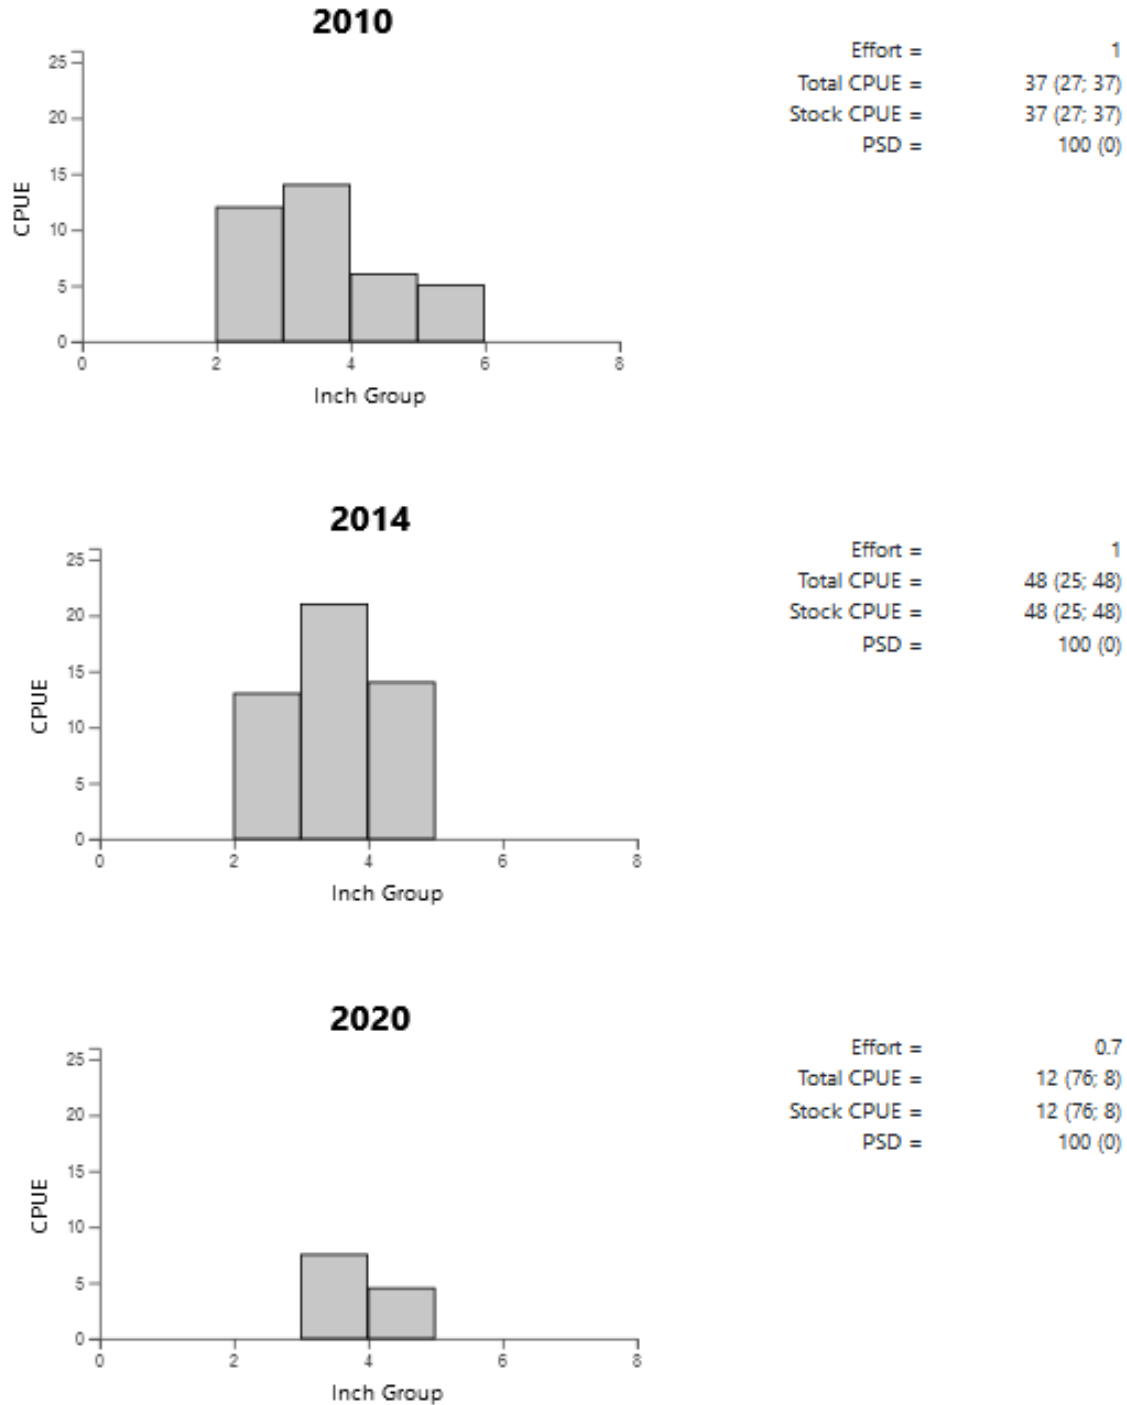 2010
Effort = 1
Total CPUE = 37 (27; 37)
Stock CPUE = 37 (27; 37)
PSD = 100 (0)
25
20
15
10
5
0
CPUE
0 2 4 6 8
Inch Group
2014
Effort = 1
Total CPUE = 48 (25; 48)
Stock CPUE = 48 (25; 48)
PSD = 100 (0)
25
20
15
10
5
0
CPUE
0 2 4 6 8
Inch Group
2020
Effort = 0.7
Total CPUE = 12 (76; 8)
Stock CPUE = 12 (76; 8)
PSD = 100 (0)
25
20
15
10
5
0
CPUE
0 2 4 6 8
Inch Group